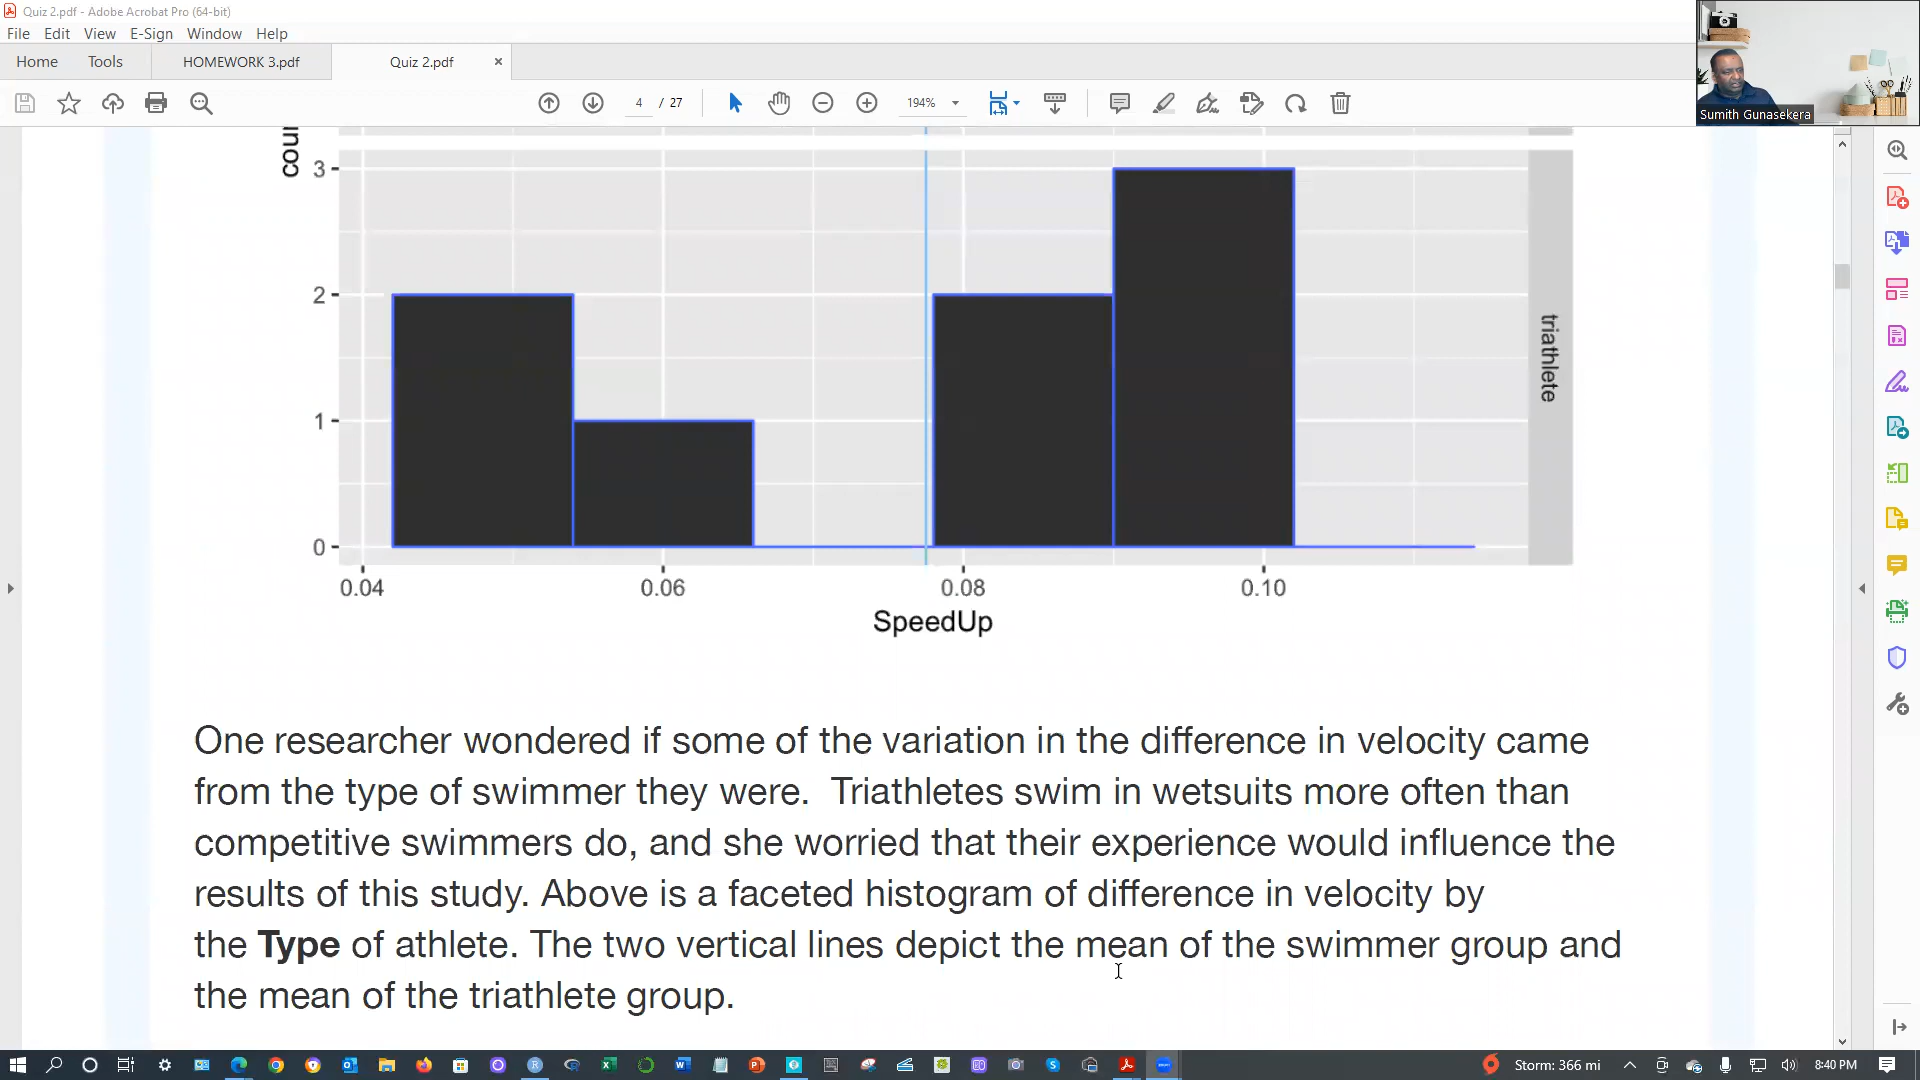 Quiz 2.pdf - Adobe Acrobat Pro (64-bit)
File Edit View E-Sign Window Help
Home Tools HOMEWORK 3.pdf Quiz 2.pdf ×
4 / 27 194%
Sumith Gunasekera
cou
3
2
1
0
triathlete
0.04 0.06 0.08 0.10
SpeedUp
One researcher wondered if some of the variation in the difference in velocity came
from the type of swimmer they were.  Triathletes swim in wetsuits more often than
competitive swimmers do, and she worried that their experience would influence the
results of this study. Above is a faceted histogram of difference in velocity by
the Type of athlete. The two vertical lines depict the mean of the swimmer group and
the mean of the triathlete group.
Storm: 366 mi 8:40 PM